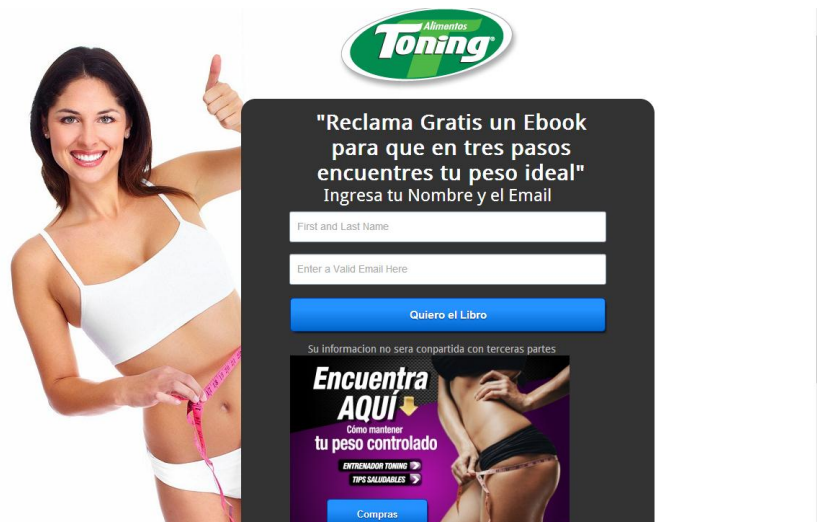 Alimentos
Toning
"Reclama Gratis un Ebook
para que en tres pasos
encuentres tu peso ideal"
Ingresa tu Nombre y el Email
First and Last Name
Enter a Valid Email Here
Quiero el Libro
Su informacion no sera conpartida con terceras partes
Encuentra
AQUÍ
Cómo mantener
tu peso controlado
ENTRENADOR TONING
TIPS SALUDABLES
Compras